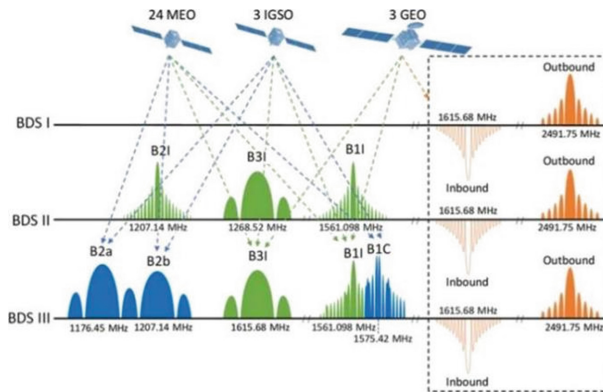 24 MEO 3 IGSO 3 GEO
Outbound
1615.68 MHz
BDS I
2491.75 MHz
B2I B3I B1I
Inbound
Outbound
1615.68 MHz
BDS II
1207.14 MHz 1268.52 MHz 1561.098 MHz 2491.75 MHz
B2a B2b B3I B1I B1C
Inbound
Outbound
1615.68 MHz
BDS III
1176.45 MHz 1207.14 MHz 1615.68 MHz 1561.098 MHz 2491.75 MHz
1575.42 MHz
Inbound